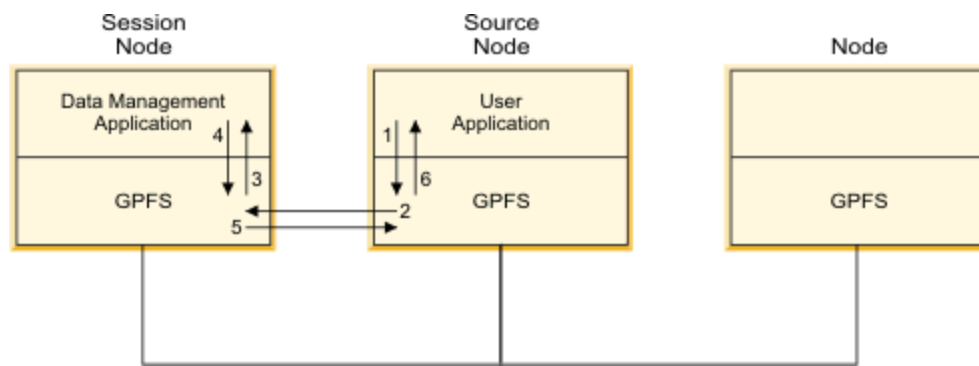 Session
Node
Source
Node
Node
Data Management
Application
User
Application
4
3
1
6
GPFS
GPFS
GPFS
2
5